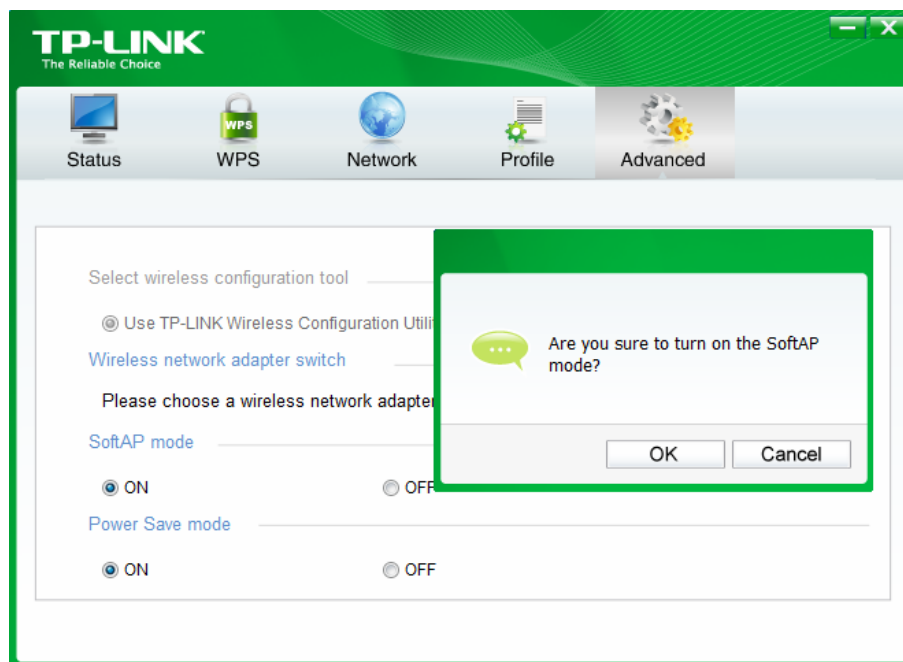 TP-LINK
The Reliable Choice
WPS
Status WPS Network Profile Advanced
Select wireless configuration tool
Use TP-LINK Wireless Configuration
Wireless network adapter switch
Please choose a wireless network adapter
SoftAP mode
ON OFF
Power Save mode
ON OFF
Are you sure to turn on the SoftAP
mode?
OK Cancel